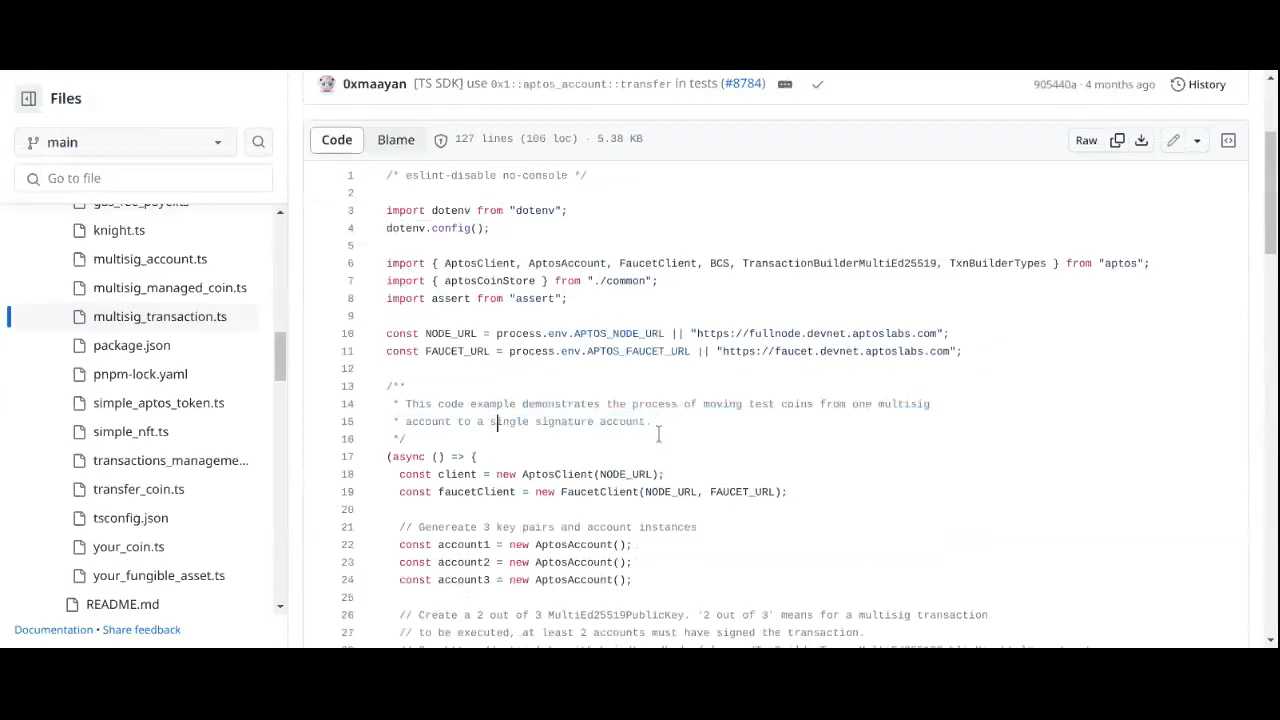 0xmaayan [TS SDK] use 0x1::aptos_account::transfer in tests (#8784)
905440a · 4 months ago
History
Files
main
Go to file
gas_fee_payer.ts
knight.ts
multisig_account.ts
multisig_managed_coin.ts
multisig_transaction.ts
package.json
pnpm-lock.yaml
simple_aptos_token.ts
simple_nft.ts
transactions_manageme...
transfer_coin.ts
tsconfig.json
your_coin.ts
your_fungible_asset.ts
README.md
Documentation • Share feedback
Code Blame 127 lines (106 loc) · 5.38 KB Raw
1 /* eslint-disable no-console */
2
3 import dotenv from "dotenv";
4 dotenv.config();
5
6 import { AptosClient, AptosAccount, FaucetClient, BCS, TransactionBuilderMultiEd25519, TxnBuilderTypes } from "aptos";
7 import { aptosCoinStore } from "./common";
8 import assert from "assert";
9
10 const NODE_URL = process.env.APTOS_NODE_URL || "https://fullnode.devnet.aptoslabs.com";
11 const FAUCET_URL = process.env.APTOS_FAUCET_URL || "https://faucet.devnet.aptoslabs.com";
12
13 /**
14 * This code example demonstrates the process of moving test coins from one multisig
15 * account to a single signature account.
16 */
17 (async () => {
18 const client = new AptosClient(NODE_URL);
19 const faucetClient = new FaucetClient(NODE_URL, FAUCET_URL);
20
21 // Genereate 3 key pairs and account instances
22 const account1 = new AptosAccount();
23 const account2 = new AptosAccount();
24 const account3 = new AptosAccount();
25
26 // Create a 2 out of 3 MultiEd25519PublicKey. '2 out of 3' means for a multisig transaction
27 // to be executed, at least 2 accounts must have signed the transaction.